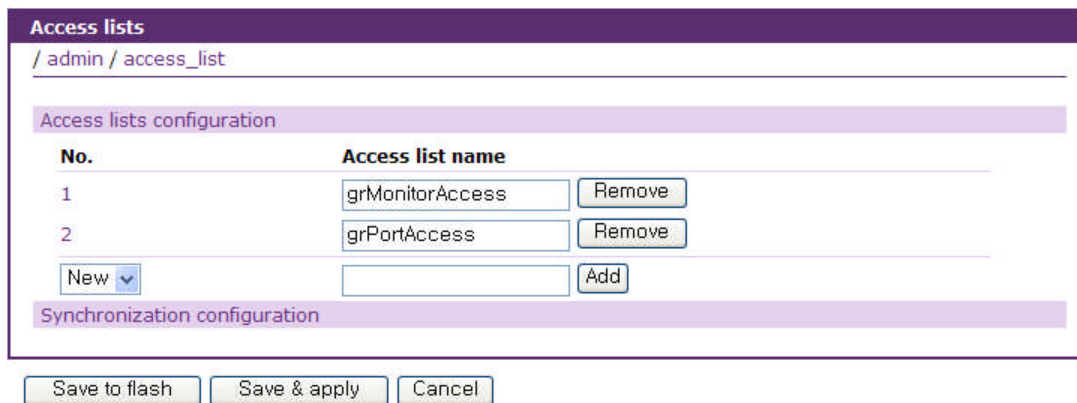 Access lists
/ admin / access_list
Access lists configuration
No. Access list name
1 grMonitorAccess Remove
2 grPortAccess Remove
New Add
Synchronization configuration
Save to flash Save & apply Cancel